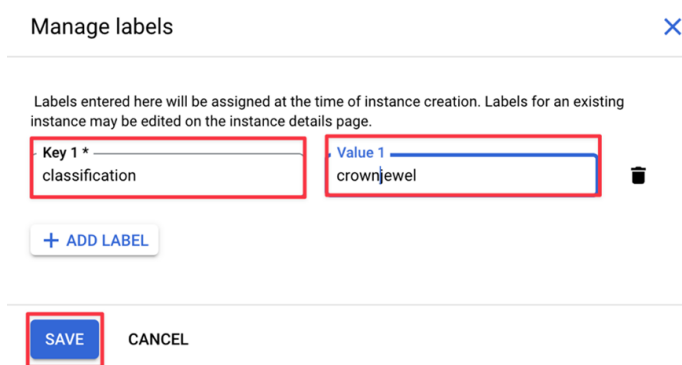 Manage labels
Labels entered here will be assigned at the time of instance creation. Labels for an existing
instance may be edited on the instance details page.
Key 1 *
Value 1
classification
crownjewel
+ ADD LABEL
SAVE
CANCEL